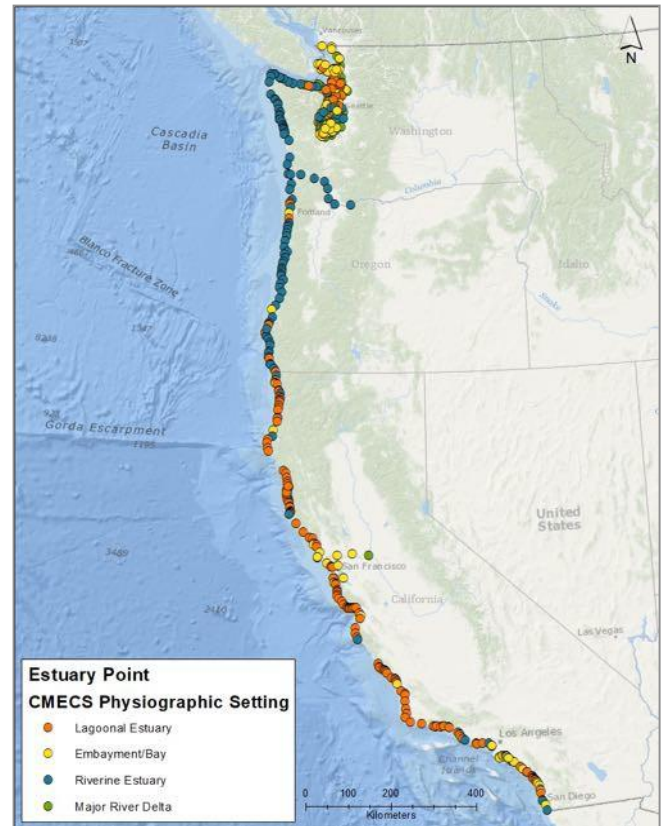 Vancouver
Seattle
Washington
Cascadia
Basin
Columbia
Portland
Blanco Fracture Zone
Oregon
Idaho
Snake
Gorda Escarpment
1195
United
States
3489
San Francisco
California
Las Vegas
Los Angeles
Channel
Islands
San Diego
N
Estuary Point
CMECS Physiographic Setting
Lagoonal Estuary
Embayment/Bay
Riverine Estuary
Major River Delta
0 100 200 400
Kilometers